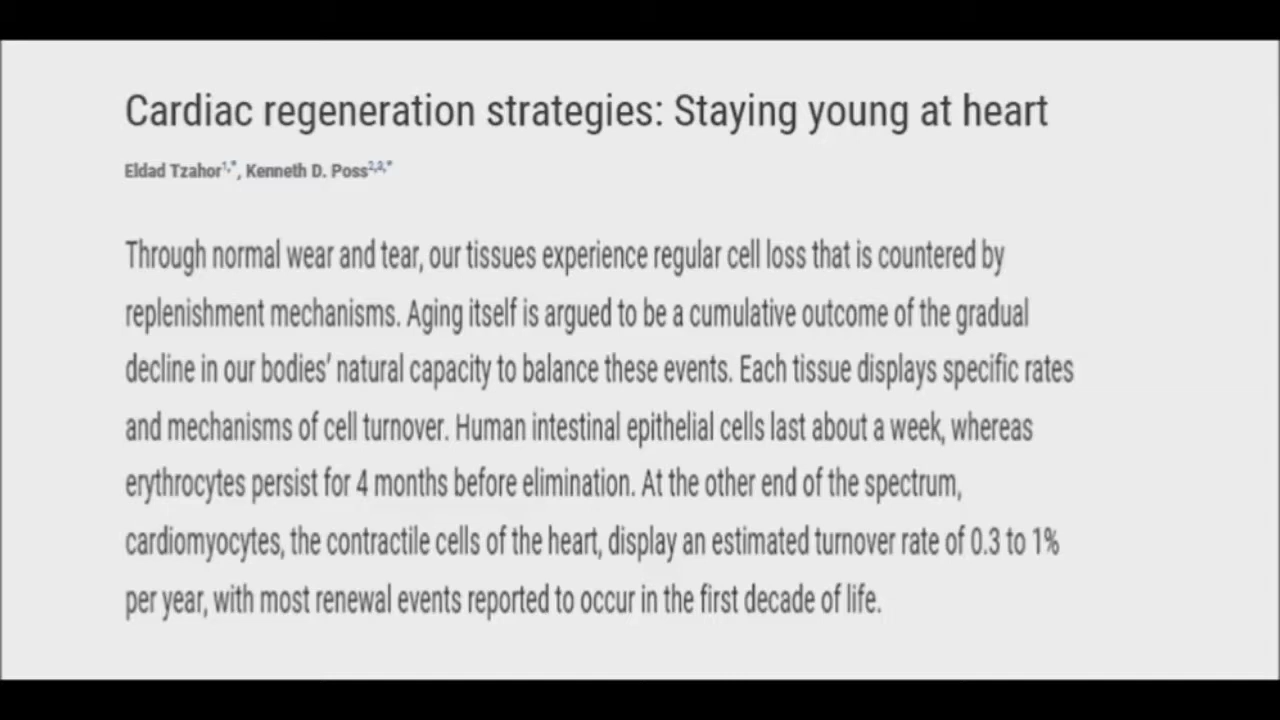 Cardiac regeneration strategies: Staying young at heart
Eldad Tzahor1,*, Kenneth D. Poss2,3,*
Through normal wear and tear, our tissues experience regular cell loss that is countered by
replenishment mechanisms. Aging itself is argued to be a cumulative outcome of the gradual
decline in our bodies’ natural capacity to balance these events. Each tissue displays specific rates
and mechanisms of cell turnover. Human intestinal epithelial cells last about a week, whereas
erythrocytes persist for 4 months before elimination. At the other end of the spectrum,
cardiomyocytes, the contractile cells of the heart, display an estimated turnover rate of 0.3 to 1%
per year, with most renewal events reported to occur in the first decade of life.